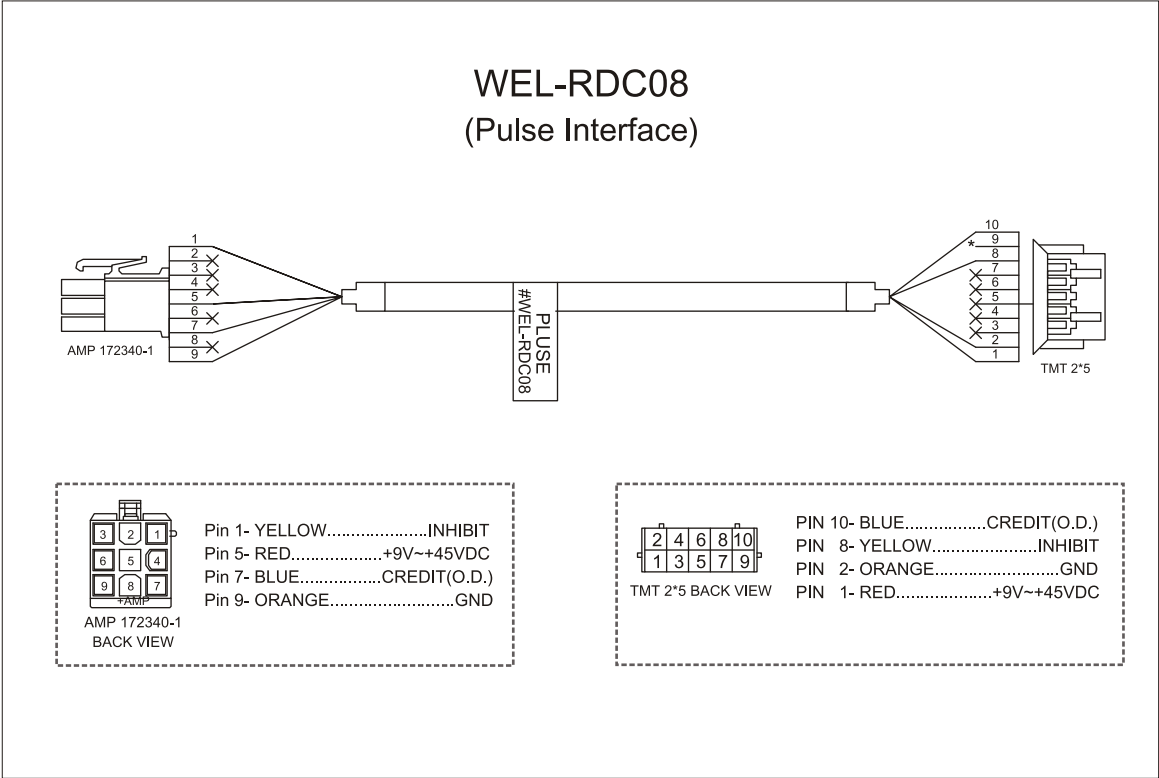 WEL-RDC08
(Pulse Interface)
1
2
3
4
5
6
7
8
9
AMP 172340-1
PLUSE
#WEL-RDC08
10
* 9
8
7
6
5
4
3
2
1
TMT 2*5
3 2 1
6 5 4
9 8 7
+AMP
AMP 172340-1
BACK VIEW
Pin 1- YELLOW....................INHIBIT
Pin 5- RED..................+9V~+45VDC
Pin 7- BLUE..............CREDIT(O.D.)
Pin 9- ORANGE.........................GND
2 4 6 8 10
1 3 5 7 9
TMT 2*5 BACK VIEW
PIN 10- BLUE................CREDIT(O.D.)
PIN 8- YELLOW.....................INHIBIT
PIN 2- ORANGE.........................GND
PIN 1- RED...................+9V~+45VDC